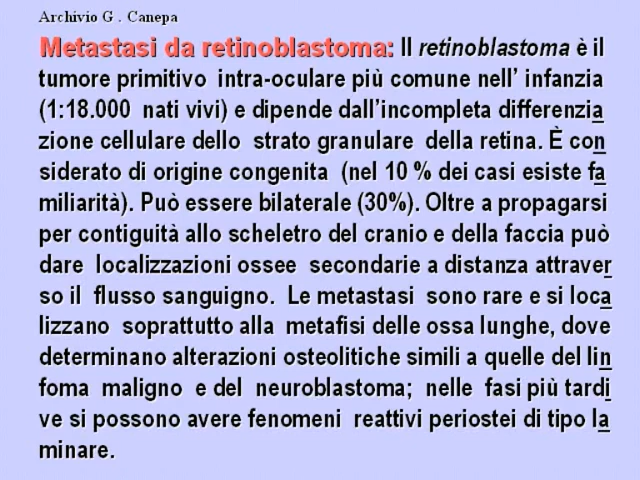 Archivio G . Canepa
Metastasi da retinoblastoma: Il retinoblastoma è il
tumore primitivo intra-oculare più comune nell’ infanzia
(1:18.000 nati vivi) e dipende dall’incompleta differenzia
zione cellulare dello strato granulare della retina. È con
siderato di origine congenita (nel 10 % dei casi esiste fa
miliarità). Può essere bilaterale (30%). Oltre a propagarsi
per contiguità allo scheletro del cranio e della faccia può
dare localizzazioni ossee secondarie a distanza attraver
so il flusso sanguigno. Le metastasi sono rare e si loca
lizzano soprattutto alla metafisi delle ossa lunghe, dove
determinano alterazioni osteolitiche simili a quelle del lin
foma maligno e del neuroblastoma; nelle fasi più tardi
ve si possono avere fenomeni reattivi periostei di tipo la
minare.